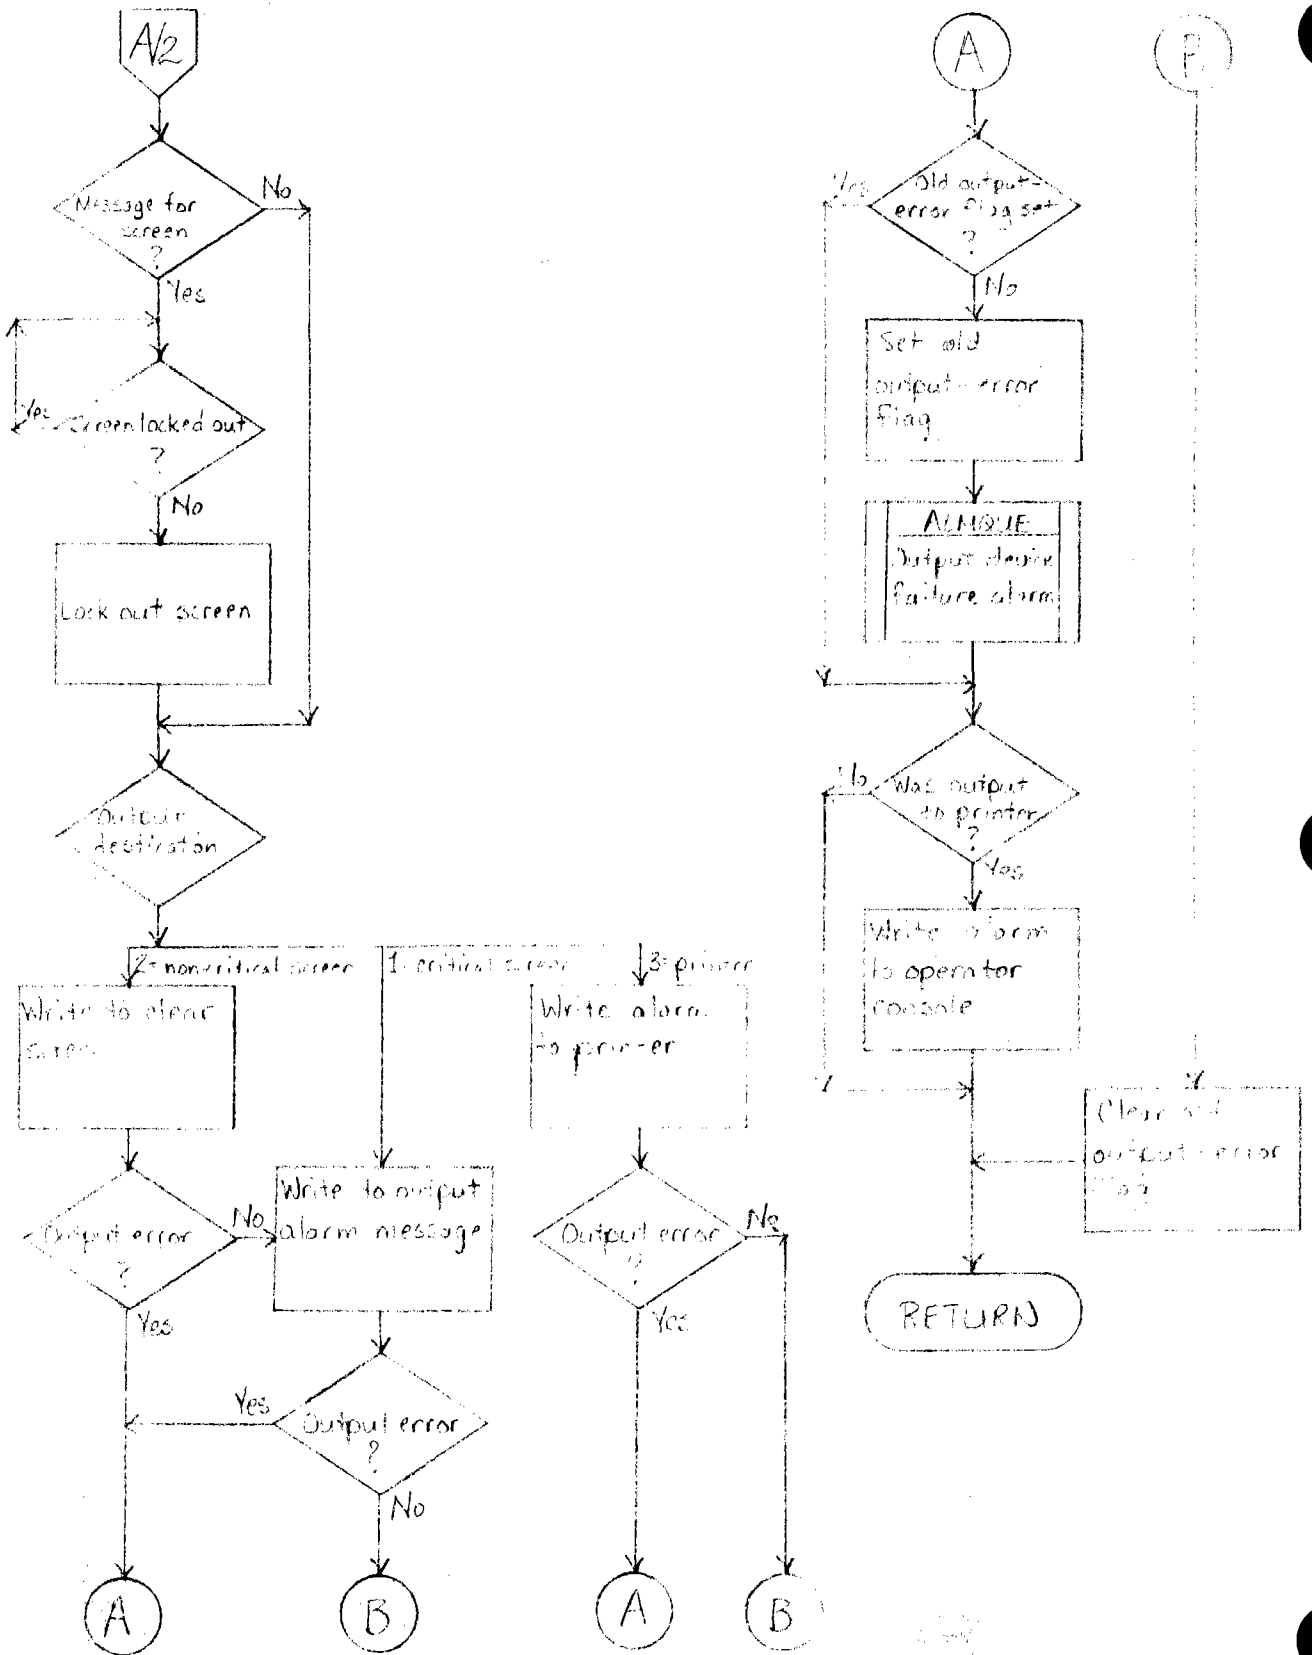 A/2
Message for
screen
?
No
Yes
Yes
Screen locked out
?
No
Lock out screen
Output
destination
2= noncritical screen
1= critical screen
3= printer
Write to clear
screen
Write alarm
to printer
Output error
?
No
Yes
Write to output
alarm message
Output error
?
Yes
No
Output error
?
No
Yes
A
B
A
B
A
Old output-
error flag set
?
Yes
No
Set old
output-error
flag
ALMQUE
Output device
failure alarm
Was output
to printer
?
No
Yes
Write alarm
to operator
console
RETURN
B
Clear old
output-error
flag